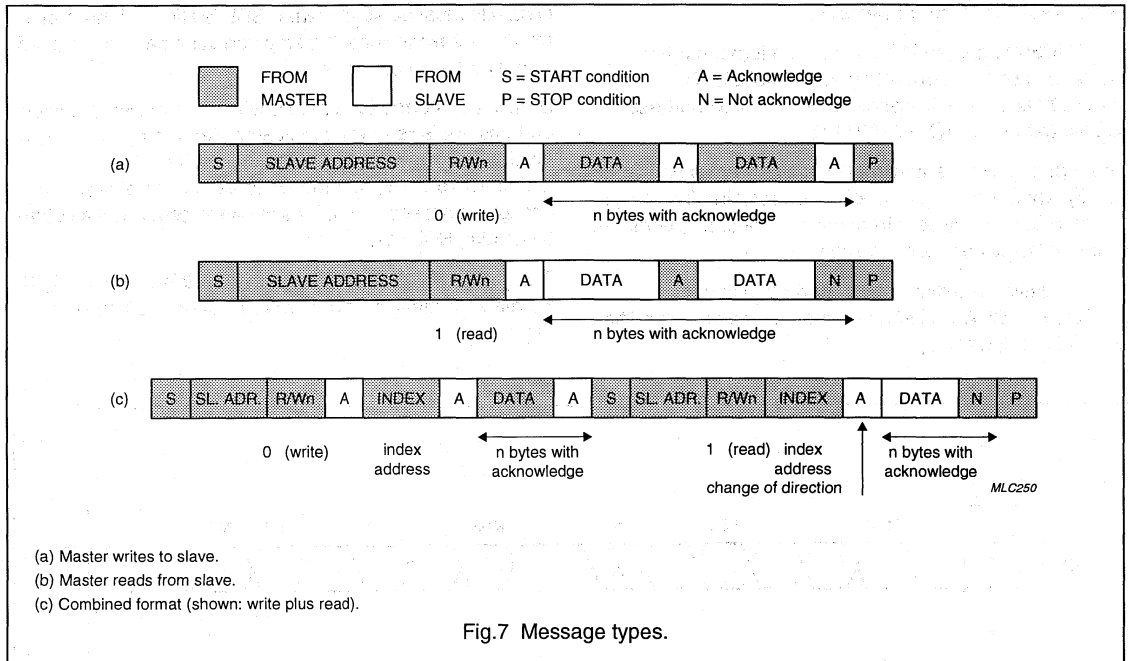 FROM MASTER FROM SLAVE S = START condition A = Acknowledge
P = STOP condition N = Not acknowledge
(a) S SLAVE ADDRESS R/Wn A DATA A DATA A P
0 (write) n bytes with acknowledge
(b) S SLAVE ADDRESS R/Wn A DATA A DATA N P
1 (read) n bytes with acknowledge
(c) S SL. ADR. R/Wn A INDEX A DATA A S SL. ADR. R/Wn INDEX A DATA N P
0 (write) index address n bytes with acknowledge 1 (read) index address n bytes with acknowledge
change of direction
MLC250
(a) Master writes to slave.
(b) Master reads from slave.
(c) Combined format (shown: write plus read).
Fig.7 Message types.